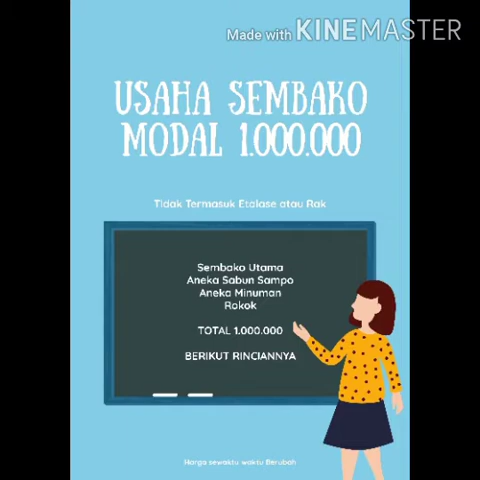 Made with KINEMASTER
USAHA SEMBAKO
MODAL 1.000.000
Tidak Termasuk Etalase atau Rak
Sembako Utama
Aneka Sabun Sampo
Aneka Minuman
Rokok
TOTAL 1.000.000
BERIKUT RINCIANNYA
Harga sewaktu waktu Berubah